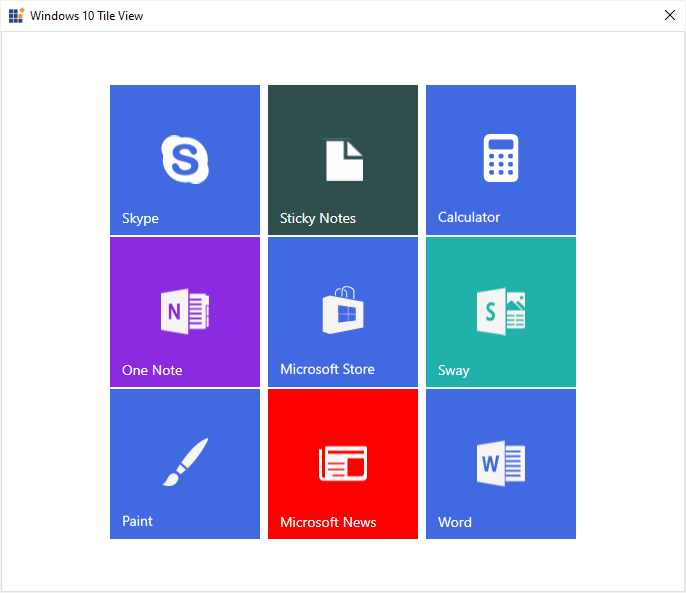 Windows 10 Tile View
S
Skype
Sticky Notes
Calculator
N
One Note
Microsoft Store
S
Sway
Paint
Microsoft News
W
Word